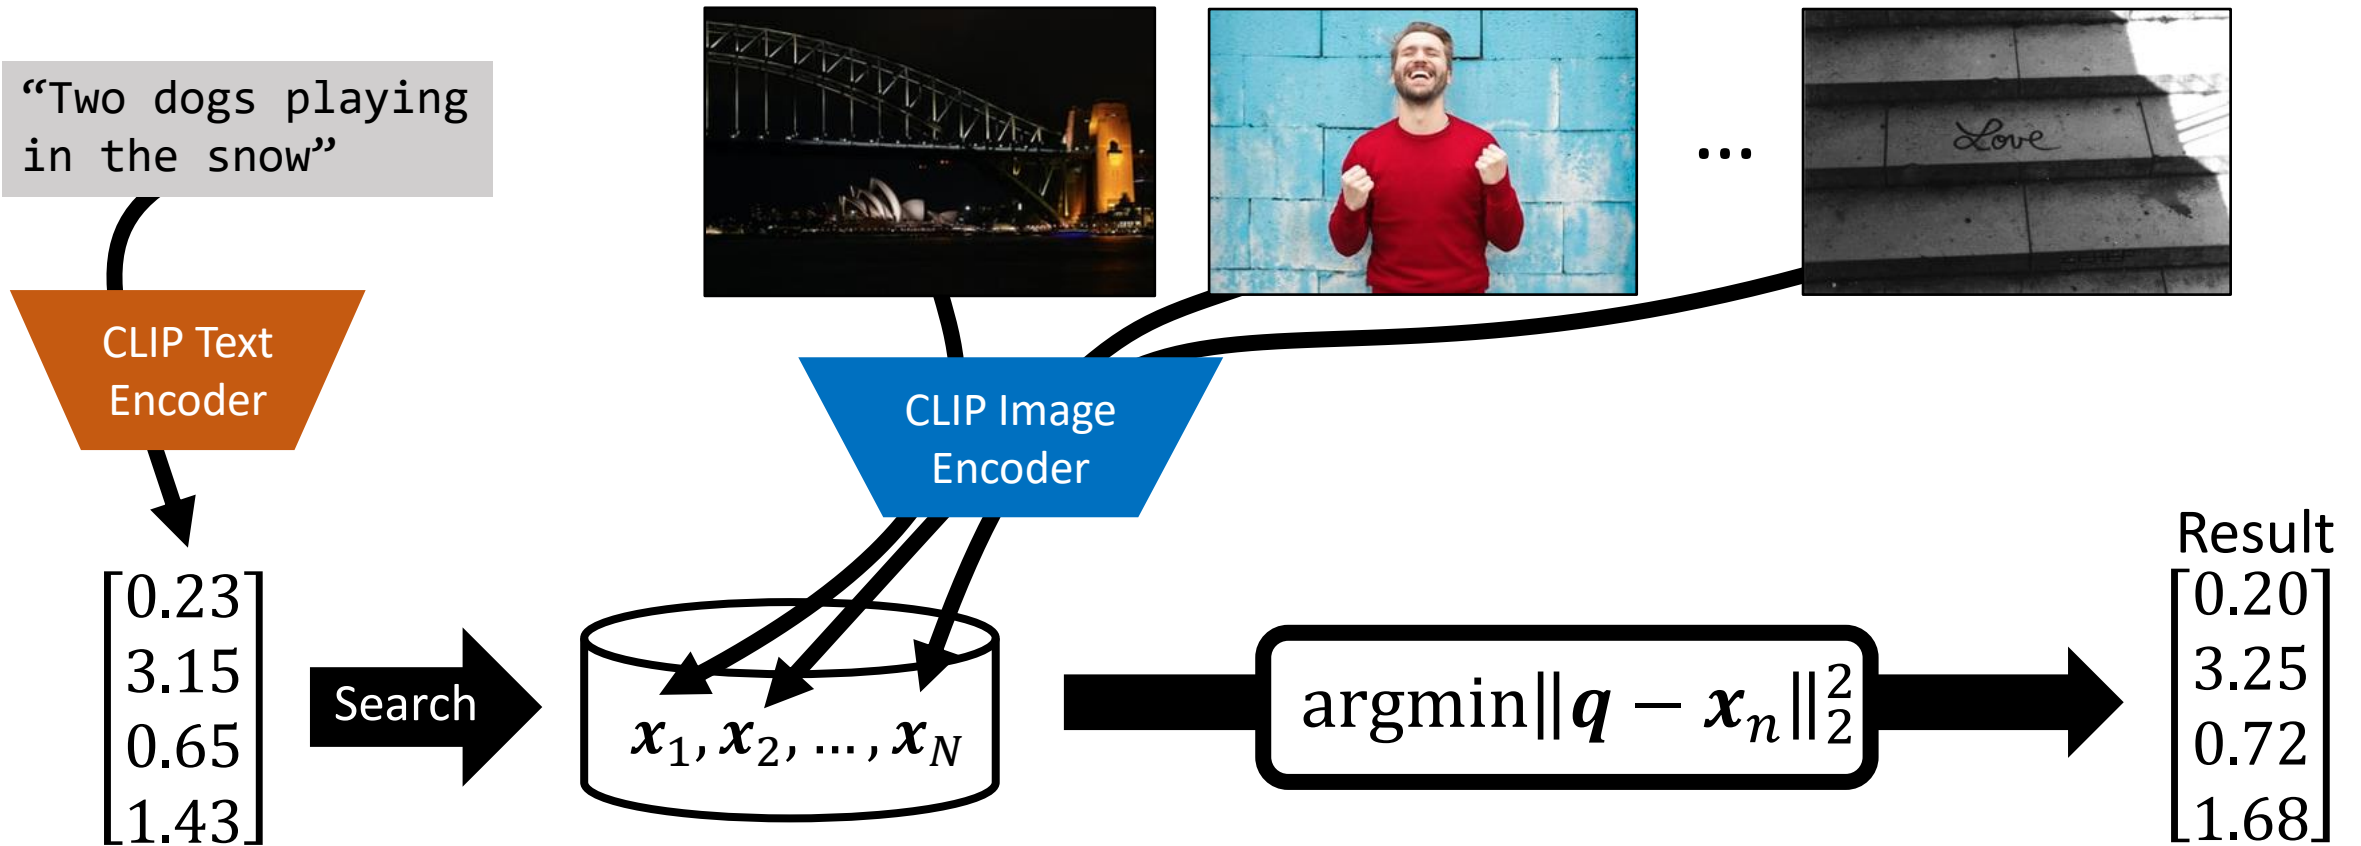 “Two dogs playing
in the snow”
Love
...
CLIP Text
Encoder
CLIP Image
Encoder
Result
[0.23
3.15
0.65
1.43]
Search
x₁, x₂, ..., x_N
argmin‖q − xₙ‖₂²
[0.20
3.25
0.72
1.68]